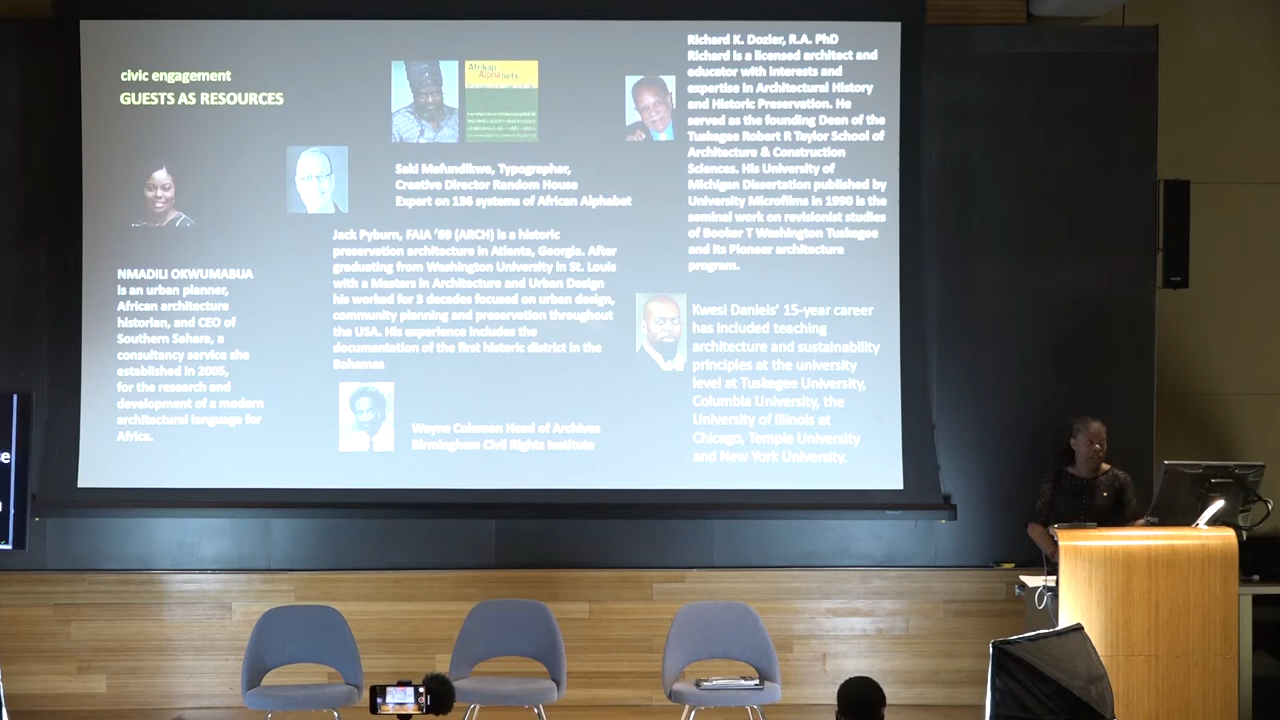 civic engagement
GUESTS AS RESOURCES
NMADILI OKWUMABUA
is an urban planner,
African architecture
historian, and CEO of
Southern Sahara, a
consultancy service she
established in 2005,
for the research and
development of a modern
architectural language for
Africa.
Afrikan
Alphabets
Saki Mafundikwa, Typographer,
Creative Director Random House
Expert on 156 systems of African Alphabet
Jack Pyburn, FAIA '69 (ARCH) is a historic
preservation architecture in Atlanta, Georgia. After
graduating from Washington University in St. Louis
with a Masters in Architecture and Urban Design
his worked for 3 decades focused on urban design,
community planning and preservation throughout
the USA. His experience includes the
documentation of the first historic district in the
Bahamas
Wayne Coleman Head of Archives
Birmingham Civil Rights Institute
Richard K. Dozier, R.A. PhD
Richard is a licensed architect and
educator with interests and
expertise in Architectural History
and Historic Preservation. He
served as the founding Dean of the
Tuskegee Robert R Taylor School of
Architecture & Construction
Sciences. His University of
Michigan Dissertation published by
University Microfilms in 1990 is the
seminal work on revisionist studies
of Booker T Washington Tuskegee
and its Pioneer architecture
program.
Kwesi Daniels' 15-year career
has included teaching
architecture and sustainability
principles at the university
level at Tuskegee University,
Columbia University, the
University of Illinois at
Chicago, Temple University
and New York University.